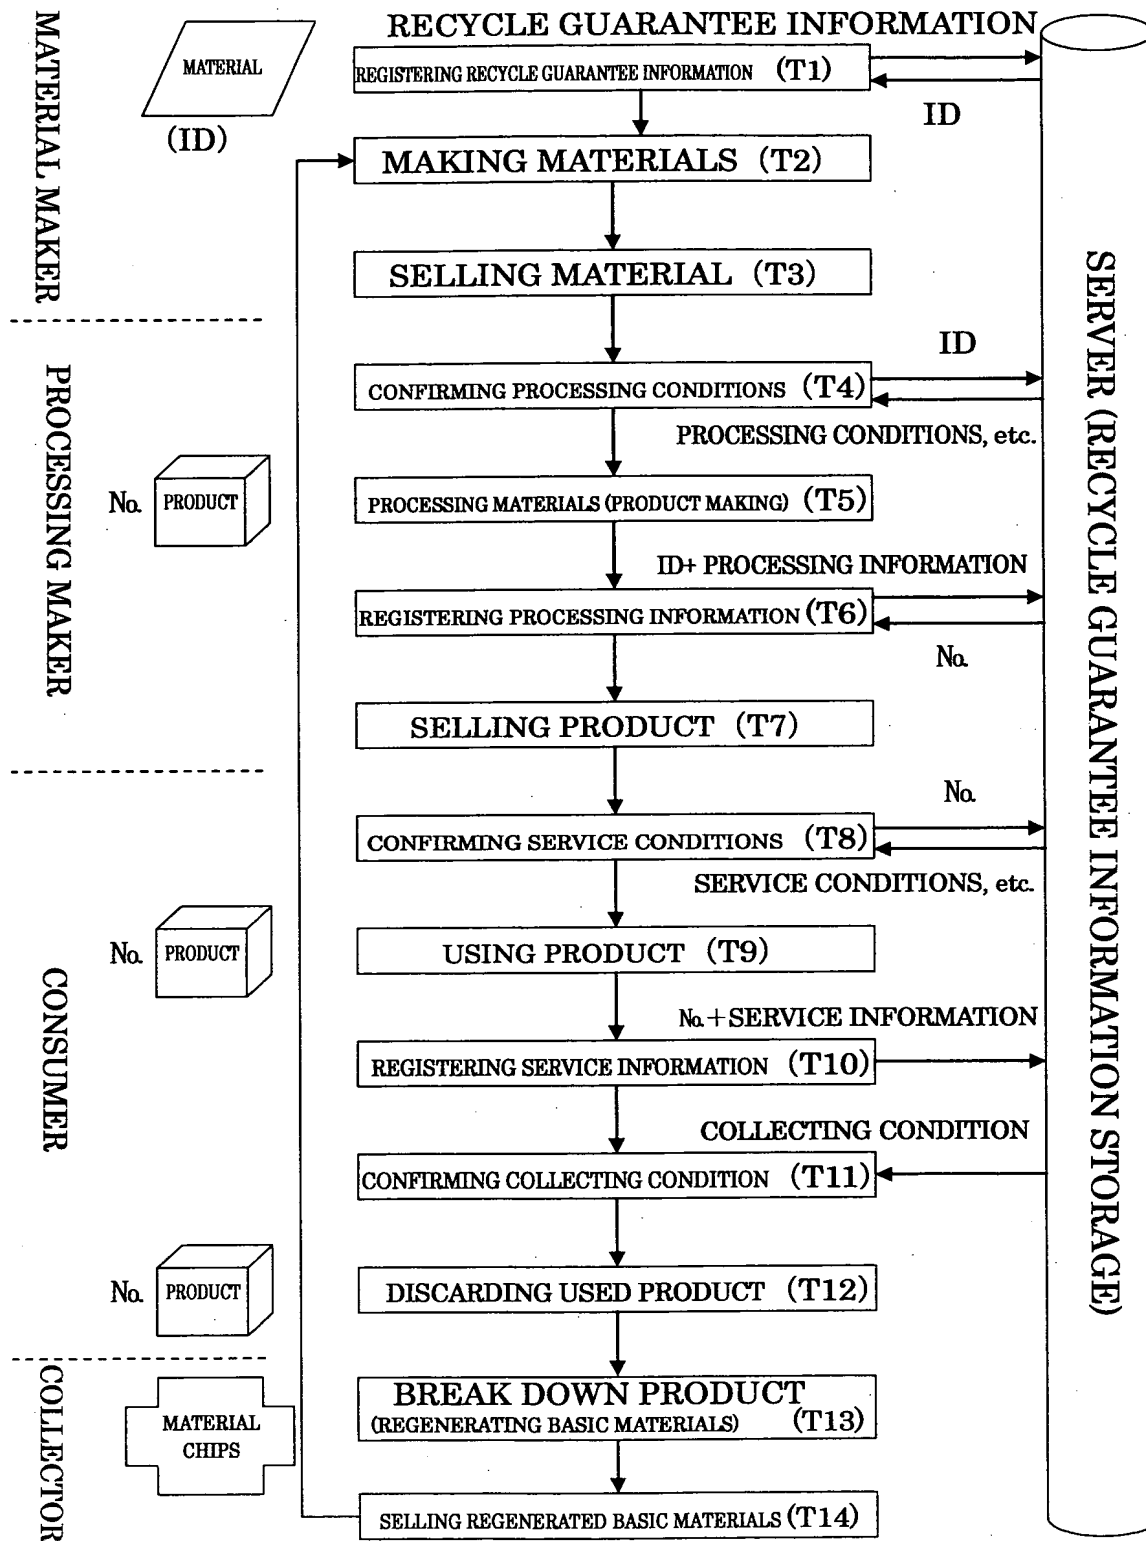 MATERIAL MAKER
RECYCLE GUARANTEE INFORMATION
MATERIAL
(ID)
REGISTERING RECYCLE GUARANTEE INFORMATION (T1)
ID
MAKING MATERIALS (T2)
SELLING MATERIAL (T3)
PROCESSING MAKER
ID
CONFIRMING PROCESSING CONDITIONS (T4)
PROCESSING CONDITIONS, etc.
No. PRODUCT
PROCESSING MATERIALS (PRODUCT MAKING) (T5)
ID+ PROCESSING INFORMATION
REGISTERING PROCESSING INFORMATION (T6)
No.
SELLING PRODUCT (T7)
CONSUMER
No.
CONFIRMING SERVICE CONDITIONS (T8)
SERVICE CONDITIONS, etc.
No. PRODUCT
USING PRODUCT (T9)
No.+SERVICE INFORMATION
REGISTERING SERVICE INFORMATION (T10)
COLLECTING CONDITION
CONFIRMING COLLECTING CONDITION (T11)
No. PRODUCT
DISCARDING USED PRODUCT (T12)
COLLECTOR
MATERIAL
CHIPS
BREAK DOWN PRODUCT
(REGENERATING BASIC MATERIALS) (T13)
SELLING REGENERATED BASIC MATERIALS (T14)
SERVER (RECYCLE GUARANTEE INFORMATION STORAGE)